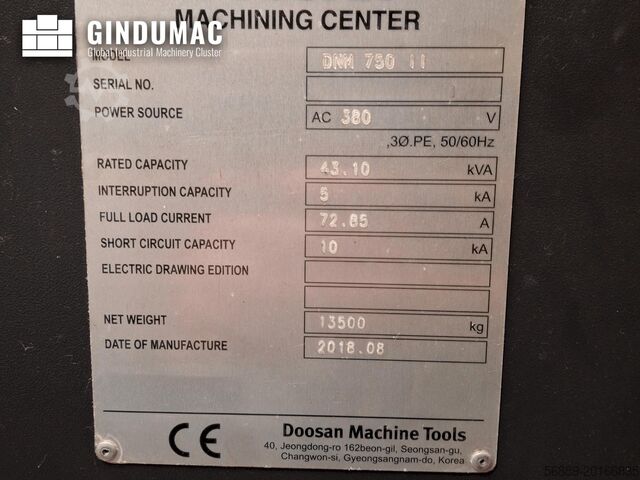 MACHINING CENTER
GINDUMAC
Global Industrial Machinery Cluster
MODEL DNM 750 II
SERIAL NO.
POWER SOURCE AC 380 V
,3Ø.PE, 50/60Hz
RATED CAPACITY 43.10 kVA
INTERRUPTION CAPACITY 5 kA
FULL LOAD CURRENT 72.85 A
SHORT CIRCUIT CAPACITY 10 kA
ELECTRIC DRAWING EDITION
NET WEIGHT 13500 kg
DATE OF MANUFACTURE 2018.08
CE Doosan Machine Tools
40, Jeongdong-ro 162beon-gil, Seongsan-gu,
Changwon-si, Gyeongsangnam-do, Korea